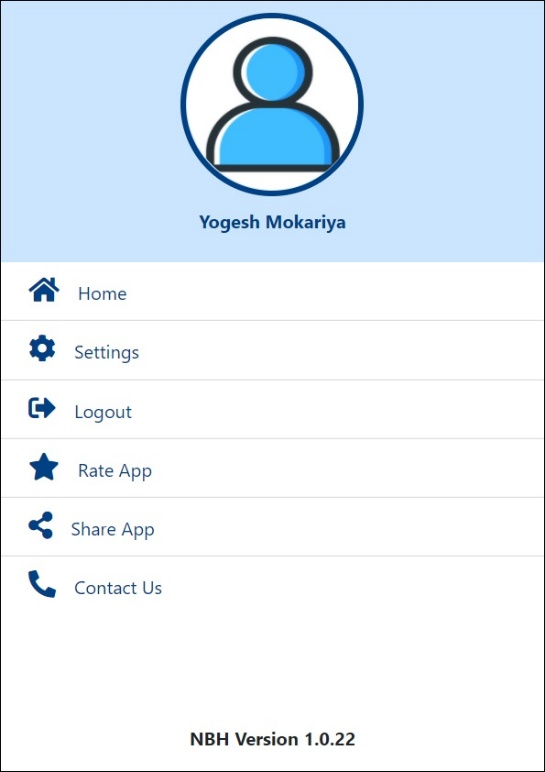 Yogesh Mokariya
Home
Settings
Logout
Rate App
Share App
Contact Us
NBH Version 1.0.22